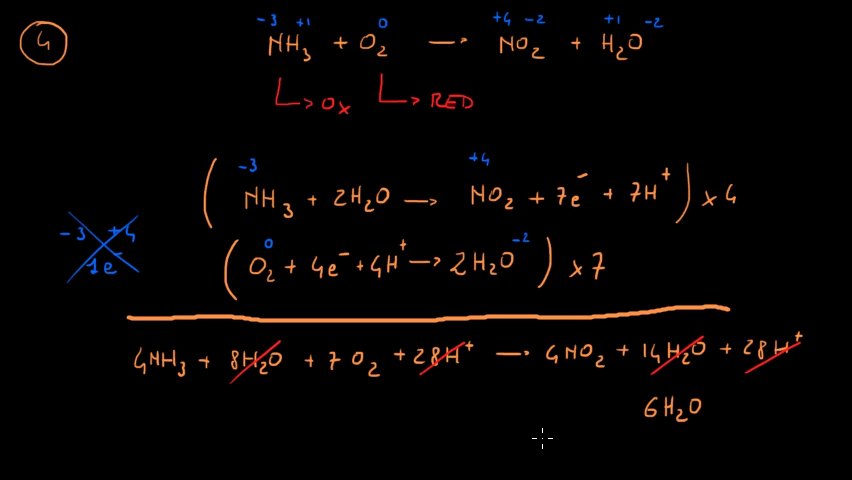 -3 +1 0 +4 -2 +1 -2
4 NH₃ + O₂ → NO₂ + H₂O
↳ OX ↳ RED
-3 +4
(NH₃ + 2H₂O → NO₂ + 7e⁻ + 7H⁺) × 4
-3 +4
1e⁻
0 -2
(O₂ + 4e⁻ + 4H⁺ → 2H₂O) × 7
4NH₃ + 8H₂O + 7O₂ + 28H⁺ → 4NO₂ + 14H₂O + 28H⁺
6H₂O